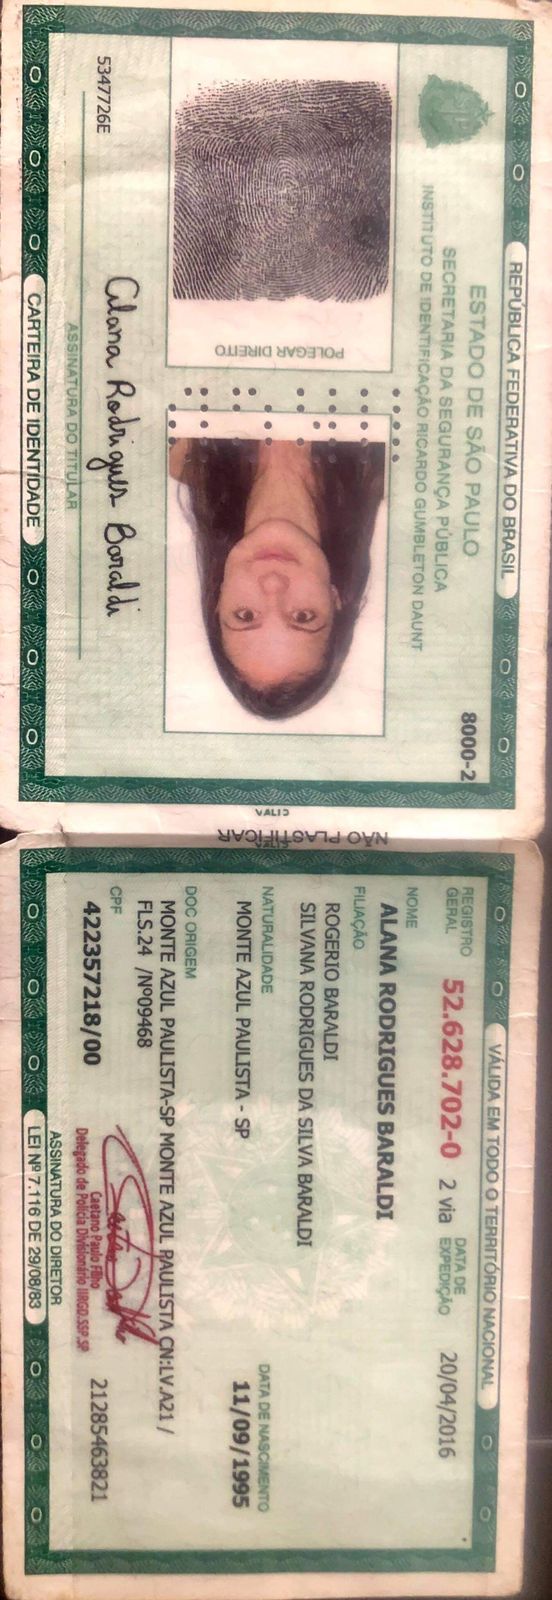 REPÚBLICA FEDERATIVA DO BRASIL
ESTADO DE SÃO PAULO
SECRETARIA DA SEGURANÇA PÚBLICA
INSTITUTO DE IDENTIFICAÇÃO RICARDO GUMBLETON DAUNT
8000-2
POLEGAR DIREITO
5347726E
Alana Rodrigues Baraldi
ASSINATURA DO TITULAR
CARTEIRA DE IDENTIDADE
NÃO PLASTIFICAR
VÁLIDA EM TODO O TERRITÓRIO NACIONAL
REGISTRO GERAL 52.628.702-0 2 via DATA DE EXPEDIÇÃO 20/04/2016
NOME
ALANA RODRIGUES BARALDI
FILIAÇÃO
ROGERIO BARALDI
SILVANA RODRIGUES DA SILVA BARALDI
NATURALIDADE DATA DE NASCIMENTO
MONTE AZUL PAULISTA - SP 11/09/1995
DOC ORIGEM
MONTE AZUL PAULISTA-SP MONTE AZUL PAULISTA CN:LV.A21 /
FLS.24 /Nº09468
CPF
422357218/00 21285463821
Caetano Paulo Filho
Delegado de Polícia Divisionário IIRGD.SSP.SP
ASSINATURA DO DIRETOR
LEI Nº 7.116 DE 29/08/83